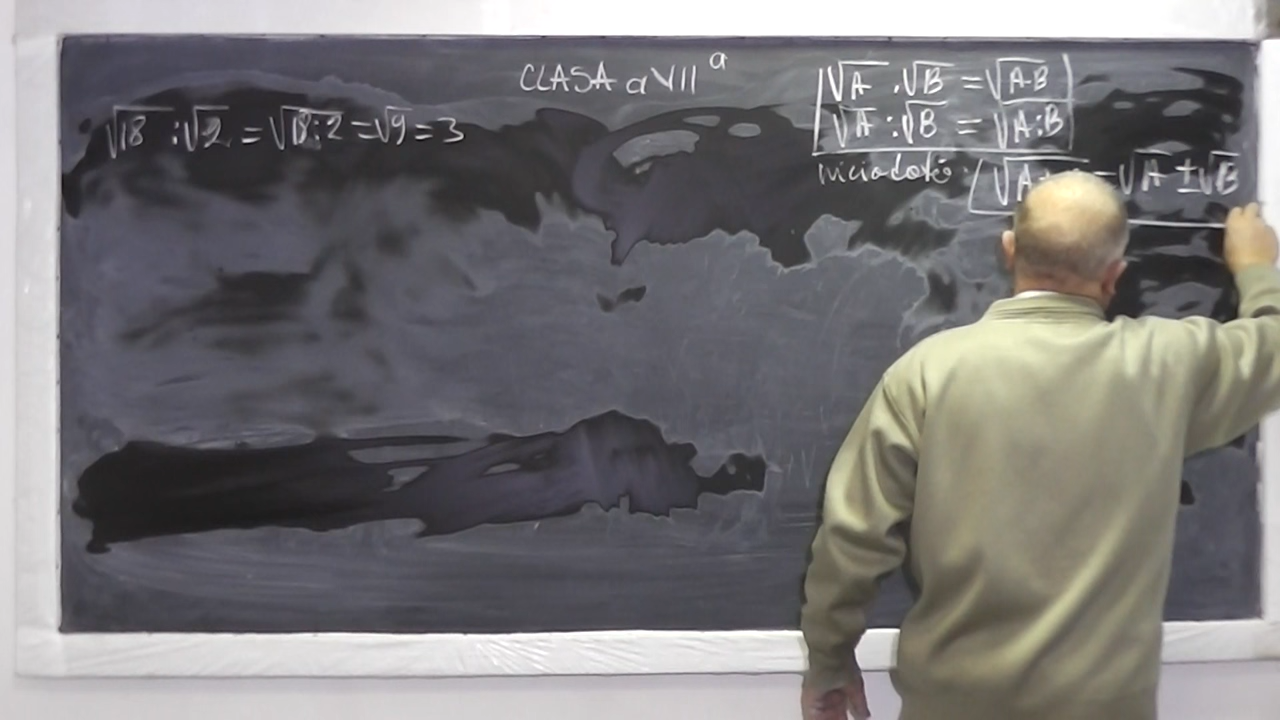 CLASA a VII a
√18 : √2 = √18:2 = √9 = 3
√A · √B = √A·B
√A : √B = √A:B
niciodată: √A = √A ± √B